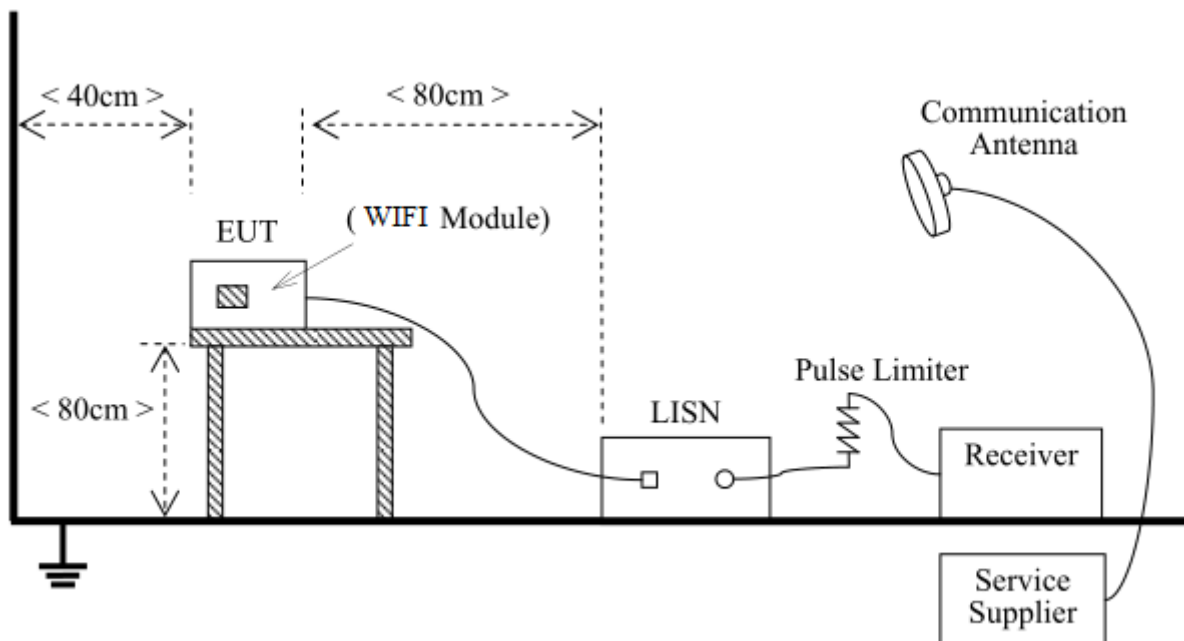 < 40cm >
< 80cm >
Communication
Antenna
EUT
( WIFI Module)
< 80cm >
Pulse Limiter
LISN
Receiver
Service
Supplier